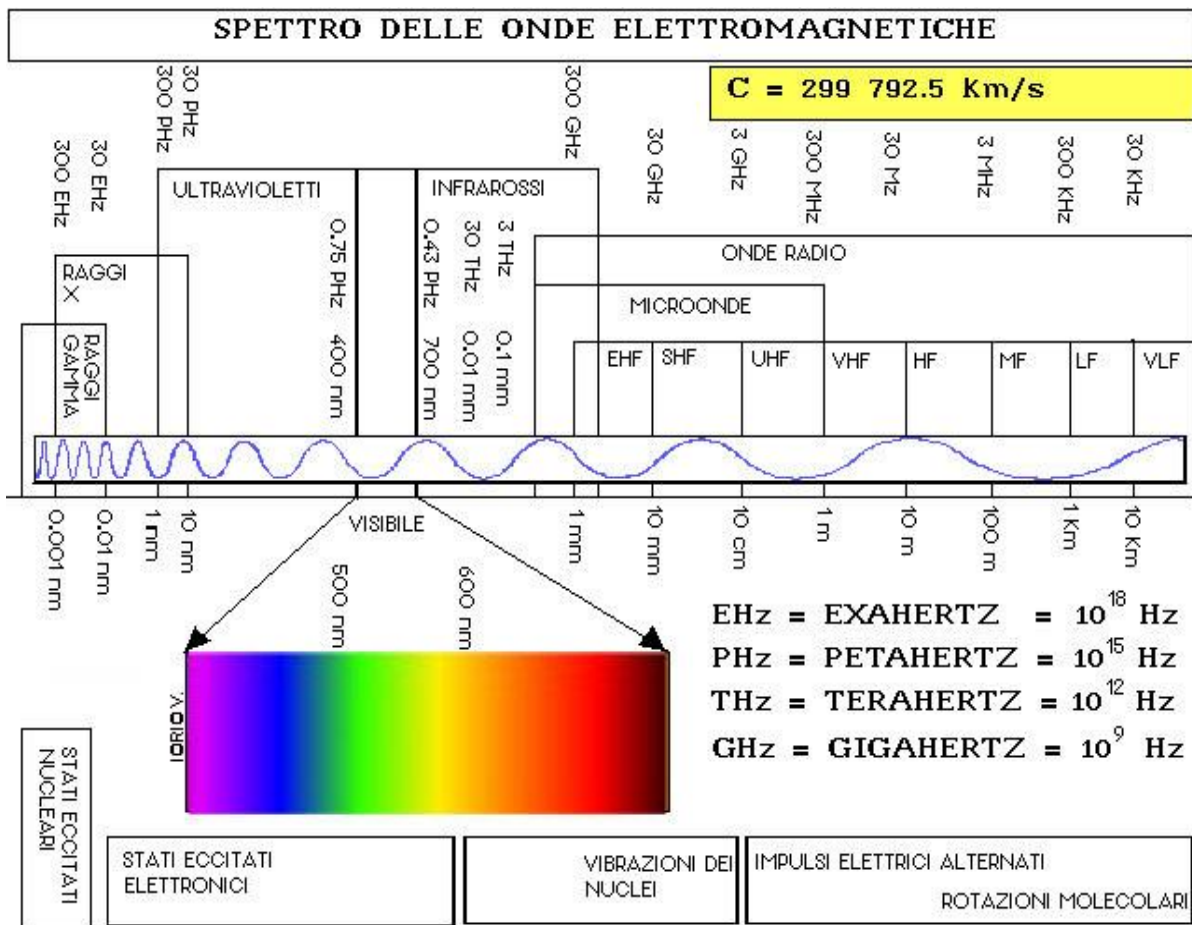 SPETTRO DELLE ONDE ELETTROMAGNETICHE
C = 299 792.5 Km/s
300 EHz
30 EHz
300 PHz
30 PHz
300 GHz
30 GHz
3 GHz
300 MHz
30 Mz
3 MHz
300 KHz
30 KHz
ULTRAVIOLETTI
INFRAROSSI
0.75 PHz
400 nm
0.43 PHz
700 nm
30 THz
0.01 mm
3 THz
0.1 mm
ONDE RADIO
RAGGI
X
MICROONDE
RAGGI
GAMMA
EHF
SHF
UHF
VHF
HF
MF
LF
VLF
0.001 nm
0.01 nm
1 nm
10 nm
VISIBILE
1 mm
10 mm
10 cm
1 m
10 m
100 m
1 Km
10 Km
500 nm
600 nm
EHz = EXAHERTZ = 10^18 Hz
PHz = PETAHERTZ = 10^15 Hz
THz = TERAHERTZ = 10^12 Hz
GHz = GIGAHERTZ = 10^9 Hz
STATI ECCITATI
NUCLEARI
STATI ECCITATI
ELETTRONICI
VIBRAZIONI DEI
NUCLEI
IMPULSI ELETTRICI ALTERNATI
ROTAZIONI MOLECOLARI